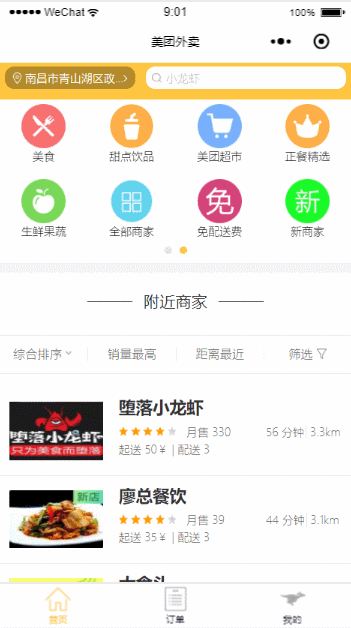 WeChat 9:01 100%
美团外卖
南昌市青山湖区政... 小龙虾
美食 甜点饮品 美团超市 正餐精选
免 新
生鲜果蔬 全部商家 免配送费 新商家
附近商家
综合排序 销量最高 距离最近 筛选
堕落小龙虾
堕落小龙虾
只为美食而堕落
月售 330 56 分钟 | 3.3km
起送 50 ¥ | 配送 3
新店
廖总餐饮
月售 39 44 分钟 | 3.1km
起送 35 ¥ | 配送 3
首页 订单 我的